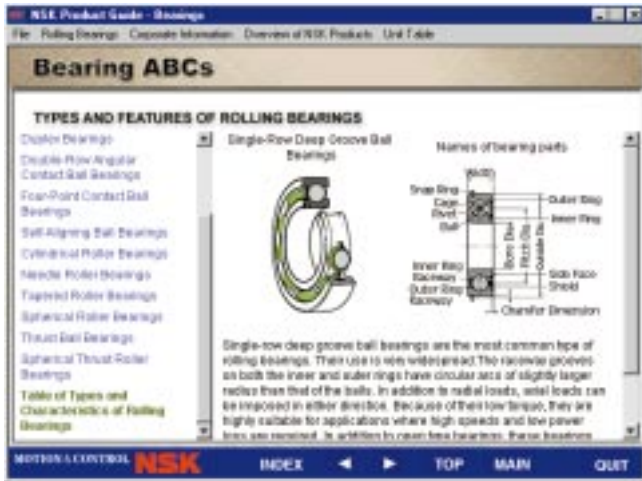 NSK Product Guide - Bearings
File Rolling Bearings Corporate Information Overview of NSK Products Unit Table
Bearing ABCs
TYPES AND FEATURES OF ROLLING BEARINGS
Duplex Bearings
Double-Row Angular
Contact Ball Bearings
Four-Point Contact Ball
Bearings
Self-Aligning Ball Bearings
Cylindrical Roller Bearings
Needle Roller Bearings
Tapered Roller Bearings
Spherical Roller Bearings
Thrust Ball Bearings
Spherical Thrust Roller
Bearings
Table of Types and
Characteristics of Rolling
Bearings
Single-Row Deep Groove Ball
Bearings
Names of bearing parts
Width
Snap Ring
Cage
Rivet
Ball
Inner Ring
Raceway
Outer Ring
Raceway
Bore Dia.
Pitch Dia.
Outside Dia.
Outer Ring
Inner Ring
Side Face
Shield
Chamfer Dimension
Single-row deep groove ball bearings are the most common type of
rolling bearings. Their use is very widespread.The raceway grooves
on both the inner and outer rings have circular arcs of slightly larger
radius than that of the balls. In addition to radial loads, axial loads can
be imposed in either direction. Because of their low torque, they are
highly suitable for applications where high speeds and low power
loss are required. In addition to open type bearings, these bearings
MOTION & CONTROL NSK INDEX TOP MAIN QUIT